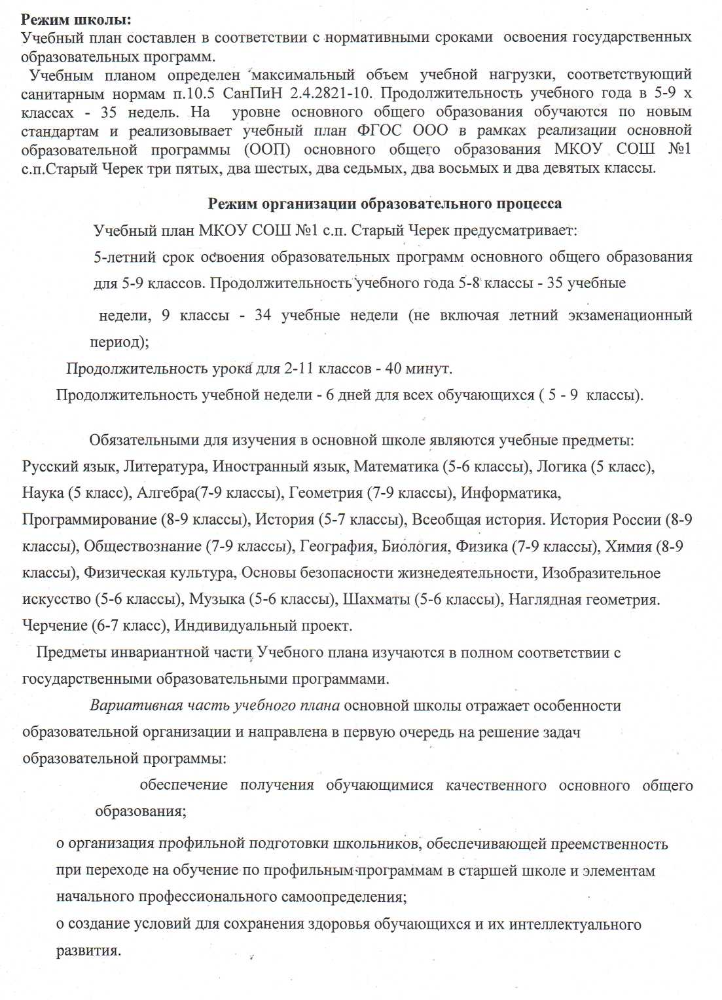 Режим школы:
Учебный план составлен в соответствии с нормативными сроками освоения государственных
образовательных программ.
Учебным планом определен максимальный объем учебной нагрузки, соответствующий
санитарным нормам п.10.5 СанПиН 2.4.2821-10. Продолжительность учебного года в 5-9 х
классах - 35 недель. На уровне основного общего образования обучаются по новым
стандартам и реализовывает учебный план ФГОС ООО в рамках реализации основной
образовательной программы (ООП) основного общего образования МКОУ СОШ №1
с.п.Старый Черек три пятых, два шестых, два седьмых, два восьмых и два девятых классы.
Режим организации образовательного процесса
Учебный план МКОУ СОШ №1 с.п. Старый Черек предусматривает:
5-летний срок освоения образовательных программ основного общего образования
для 5-9 классов. Продолжительность учебного года 5-8 классы - 35 учебные
недели, 9 классы - 34 учебные недели (не включая летний экзаменационный
период);
Продолжительность урока для 2-11 классов - 40 минут.
Продолжительность учебной недели - 6 дней для всех обучающихся ( 5 - 9 классы).
Обязательными для изучения в основной школе являются учебные предметы:
Русский язык, Литература, Иностранный язык, Математика (5-6 классы), Логика (5 класс),
Наука (5 класс), Алгебра(7-9 классы), Геометрия (7-9 классы), Информатика,
Программирование (8-9 классы), История (5-7 классы), Всеобщая история. История России (8-9
классы), Обществознание (7-9 классы), География, Биология, Физика (7-9 классы), Химия (8-9
классы), Физическая культура, Основы безопасности жизнедеятельности, Изобразительное
искусство (5-6 классы), Музыка (5-6 классы), Шахматы (5-6 классы), Наглядная геометрия.
Черчение (6-7 класс), Индивидуальный проект.
Предметы инвариантной части Учебного плана изучаются в полном соответствии с
государственными образовательными программами.
Вариативная часть учебного плана основной школы отражает особенности
образовательной организации и направлена в первую очередь на решение задач
образовательной программы:
обеспечение получения обучающимися качественного основного общего
образования;
о организация профильной подготовки школьников, обеспечивающей преемственность
при переходе на обучение по профильным программам в старшей школе и элементам
начального профессионального самоопределения;
о создание условий для сохранения здоровья обучающихся и их интеллектуального
развития.